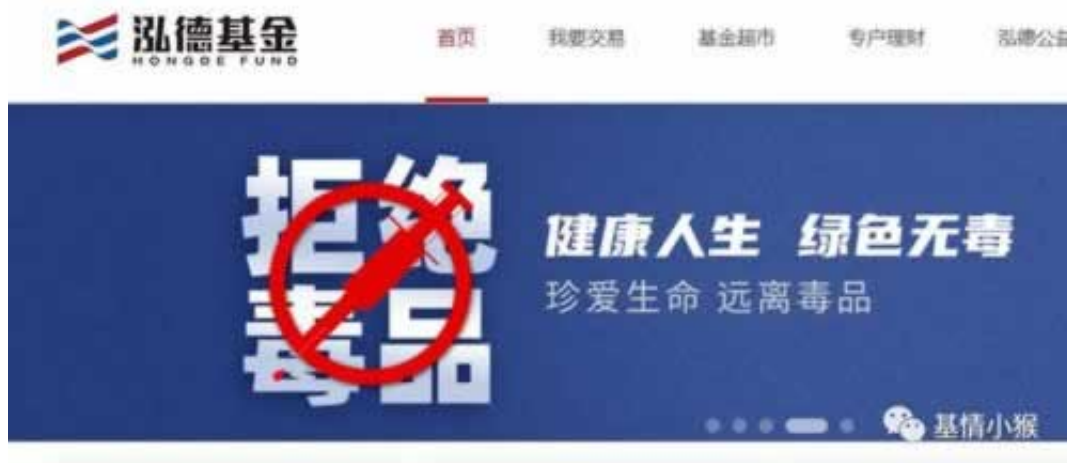 泓德基金
HONGDE FUND
首页 我要交易 基金超市 专户理财 泓德公益
拒绝
毒品
健康人生 绿色无毒
珍爱生命 远离毒品
基情小猴